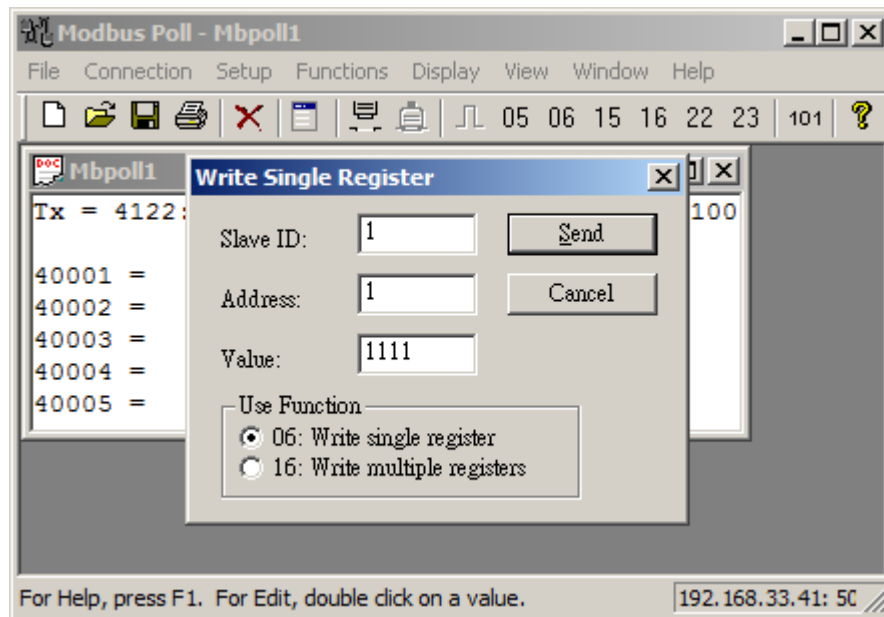 Modbus Poll - Mbpoll1
File Connection Setup Functions Display View Window Help
05 06 15 16 22 23 101
DOC Mbpoll1
Write Single Register
Tx = 4122: 100
Slave ID: 1 Send
40001 =
Address: 1 Cancel
40002 =
40003 =
Value: 1111
40004 =
40005 =
Use Function
06: Write single register
16: Write multiple registers
For Help, press F1. For Edit, double click on a value. 192.168.33.41: 50